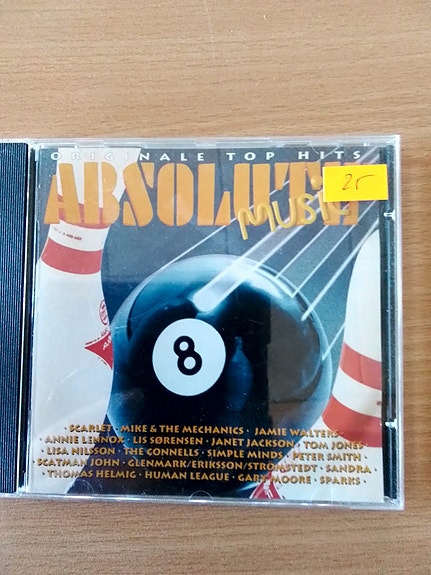 ORIGINALE TOP HITS
ABSOLUTE
MUSIC
25
8
· SCARLET · MIKE & THE MECHANICS · JAMIE WALTERS ·
· ANNIE LENNOX · LIS SØRENSEN · JANET JACKSON · TOM JONES ·
· LISA NILSSON · THE CONNELLS · SIMPLE MINDS · PETER SMITH ·
· SCATMAN JOHN · GLENMARK/ERIKSSON/STRÖMSTEDT · SANDRA ·
· THOMAS HELMIG · HUMAN LEAGUE · GARY MOORE · SPARKS ·